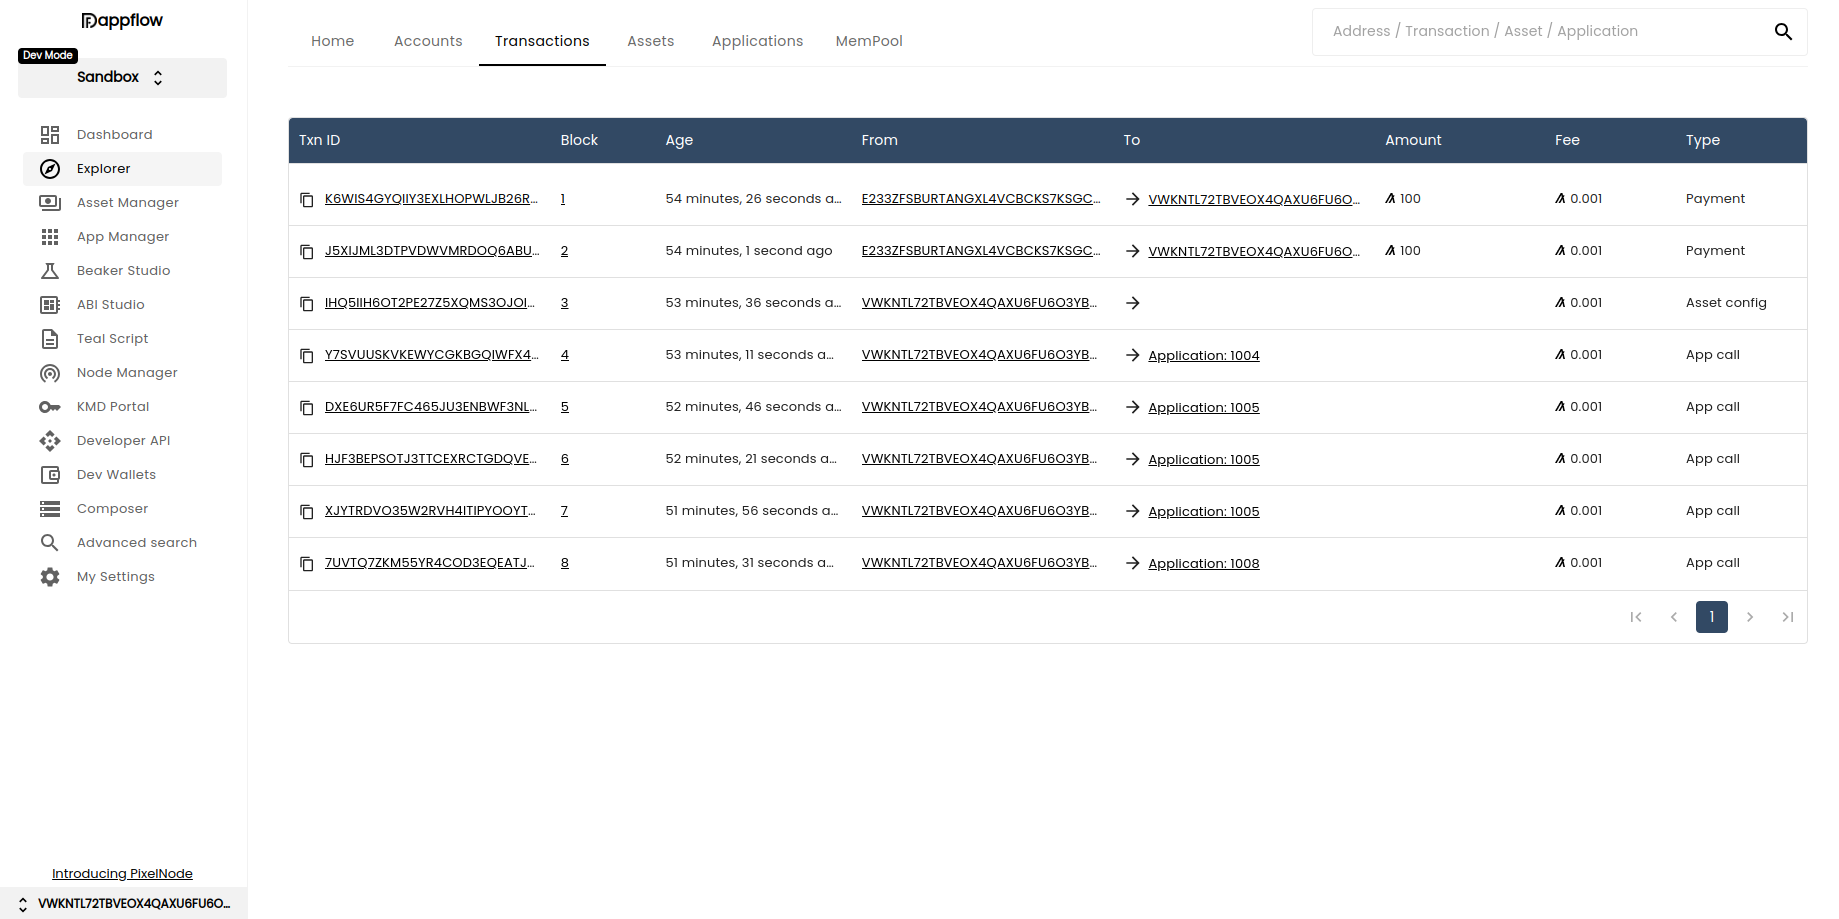 Dappflow
Dev Mode
Sandbox
Dashboard
Explorer
Asset Manager
App Manager
Beaker Studio
ABI Studio
Teal Script
Node Manager
KMD Portal
Developer API
Dev Wallets
Composer
Advanced search
My Settings
Introducing PixelNode
VWKNTL72TBVEOX4QAXU6FU6O...
Home Accounts Transactions Assets Applications MemPool
Address / Transaction / Asset / Application
Txn ID Block Age From To Amount Fee Type
K6WIS4GYQIIY3EXLHOPWLJB26R... 1 54 minutes, 26 seconds a... E233ZFSBURTANGXL4VCBCKS7KSGC... VWKNTL72TBVEOX4QAXU6FU6O... 100 0.001 Payment
J5XIJML3DTPVDWVMRDOQ6ABU... 2 54 minutes, 1 second ago E233ZFSBURTANGXL4VCBCKS7KSGC... VWKNTL72TBVEOX4QAXU6FU6O... 100 0.001 Payment
IHQ5IIH6OT2PE27Z5XQMS3OJOI... 3 53 minutes, 36 seconds a... VWKNTL72TBVEOX4QAXU6FU6O3YB... 0.001 Asset config
Y7SVUUSKVKEWYCGKBGQIWFX4... 4 53 minutes, 11 seconds a... VWKNTL72TBVEOX4QAXU6FU6O3YB... Application: 1004 0.001 App call
DXE6UR5F7FC465JU3ENBWF3NL... 5 52 minutes, 46 seconds a... VWKNTL72TBVEOX4QAXU6FU6O3YB... Application: 1005 0.001 App call
HJF3BEPSOTJ3TTCEXRCTGDQVE... 6 52 minutes, 21 seconds a... VWKNTL72TBVEOX4QAXU6FU6O3YB... Application: 1005 0.001 App call
XJYTRDVO35W2RVH4ITIPYOOYT... 7 51 minutes, 56 seconds a... VWKNTL72TBVEOX4QAXU6FU6O3YB... Application: 1005 0.001 App call
7UVTQ7ZKM55YR4COD3EQEATJ... 8 51 minutes, 31 seconds a... VWKNTL72TBVEOX4QAXU6FU6O3YB... Application: 1008 0.001 App call
1